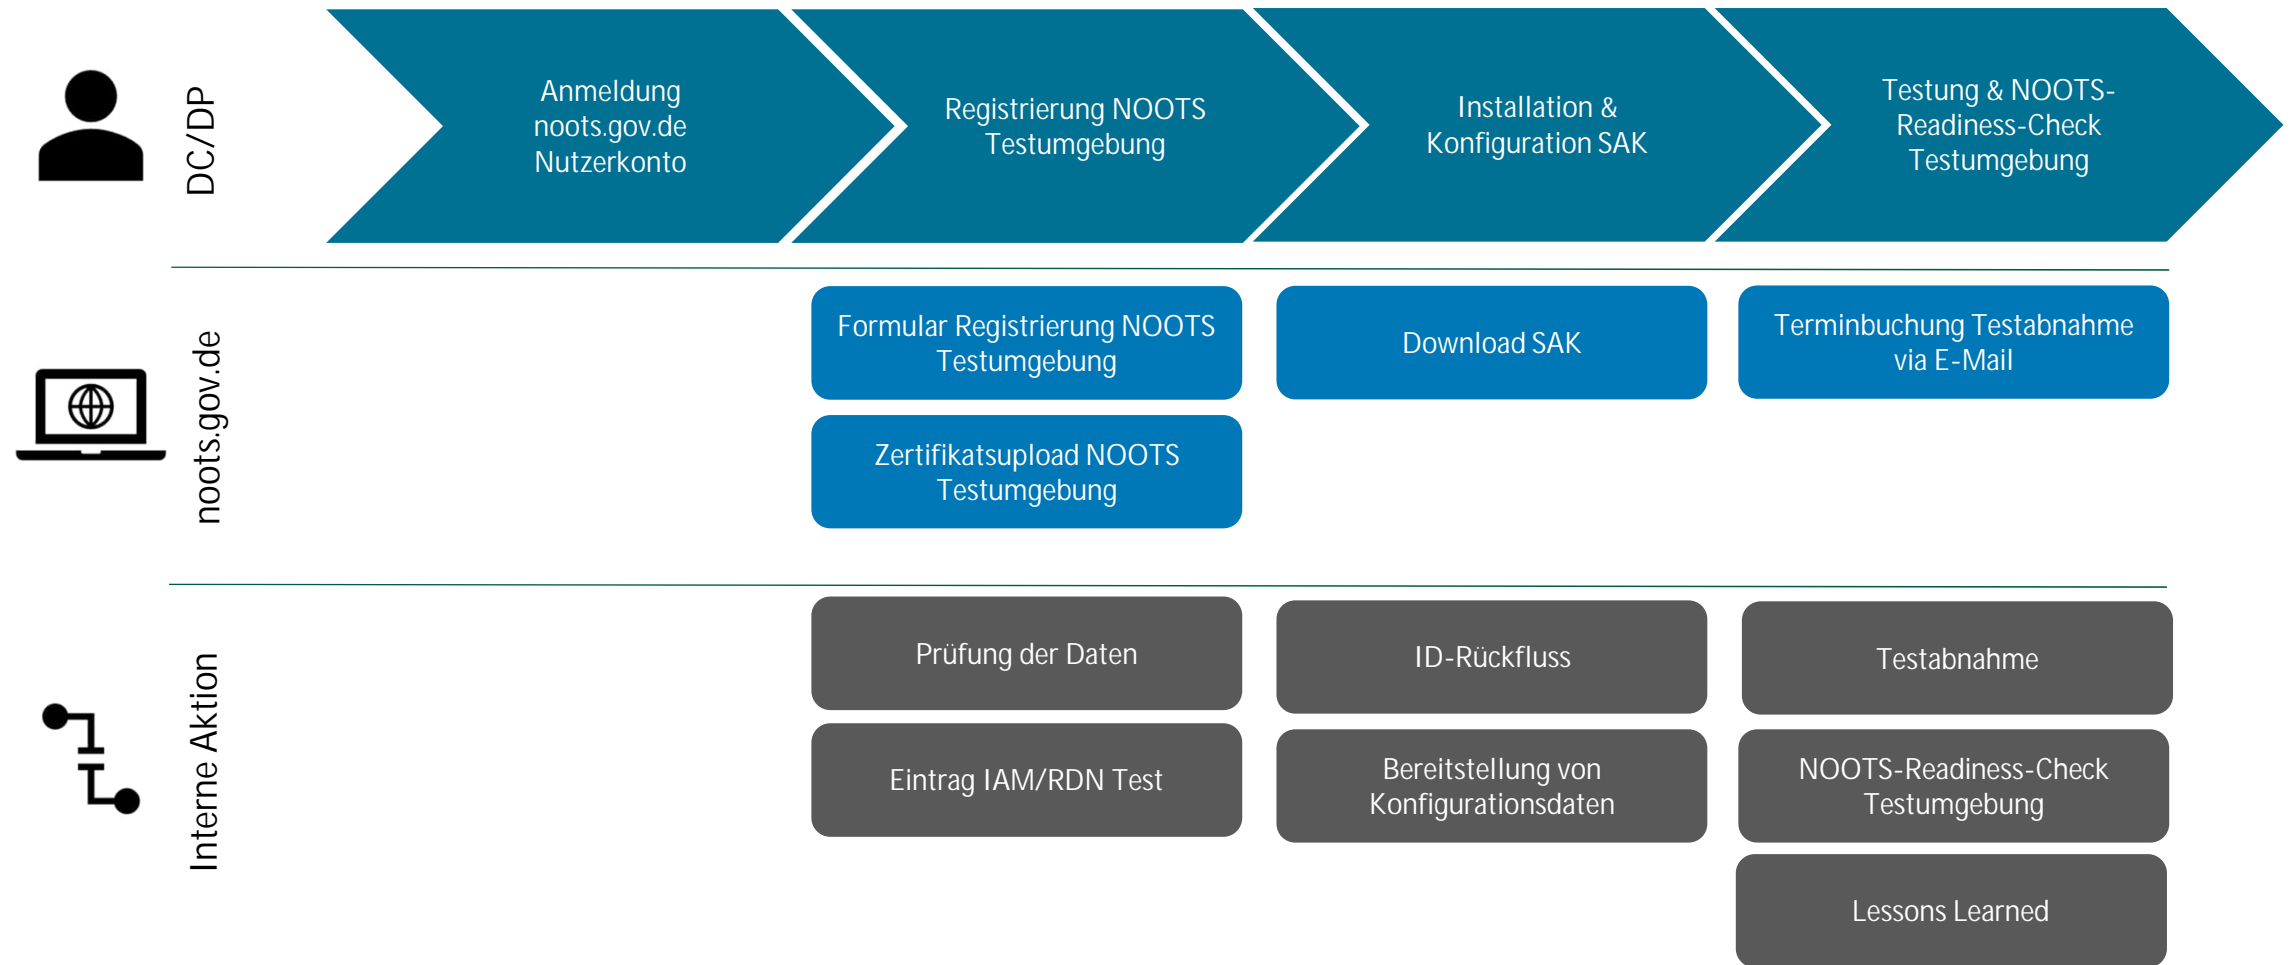 DC/DP
Anmeldung
noots.gov.de
Nutzerkonto
Registrierung NOOTS
Testumgebung
Installation &
Konfiguration SAK
Testung & NOOTS-
Readiness-Check
Testumgebung
noots.gov.de
Formular Registrierung NOOTS
Testumgebung
Zertifikatsupload NOOTS
Testumgebung
Download SAK
Terminbuchung Testabnahme
via E-Mail
Interne Aktion
Prüfung der Daten
Eintrag IAM/RDN Test
ID-Rückfluss
Bereitstellung von
Konfigurationsdaten
Testabnahme
NOOTS-Readiness-Check
Testumgebung
Lessons Learned